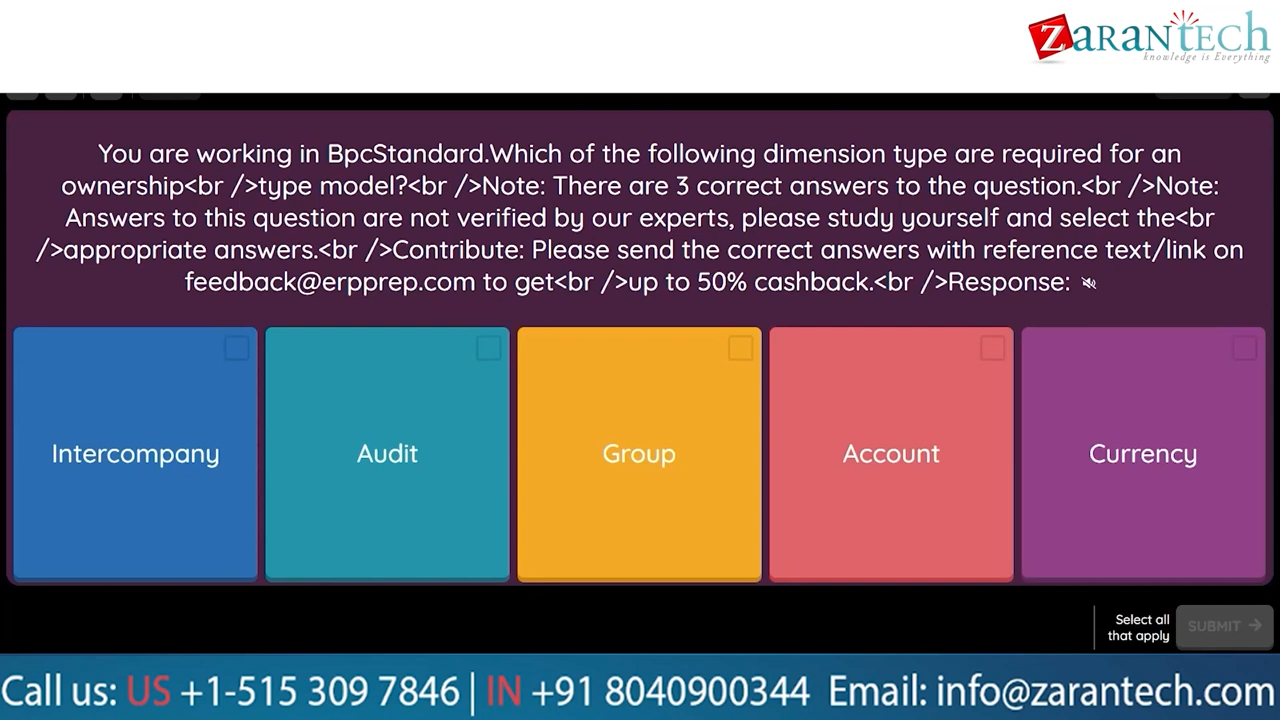 ZARANTECH
knowledge is Everything
You are working in BpcStandard.Which of the following dimension type are required for an
ownership<br />type model?<br />Note: There are 3 correct answers to the question.<br />Note:
Answers to this question are not verified by our experts, please study yourself and select the<br
/>appropriate answers.<br />Contribute: Please send the correct answers with reference text/link on
feedback@erpprep.com to get<br />up to 50% cashback.<br />Response:
Intercompany
Audit
Group
Account
Currency
Select all
that apply
SUBMIT
Call us: US +1-515 309 7846 | IN +91 8040900344 Email: info@zarantech.com